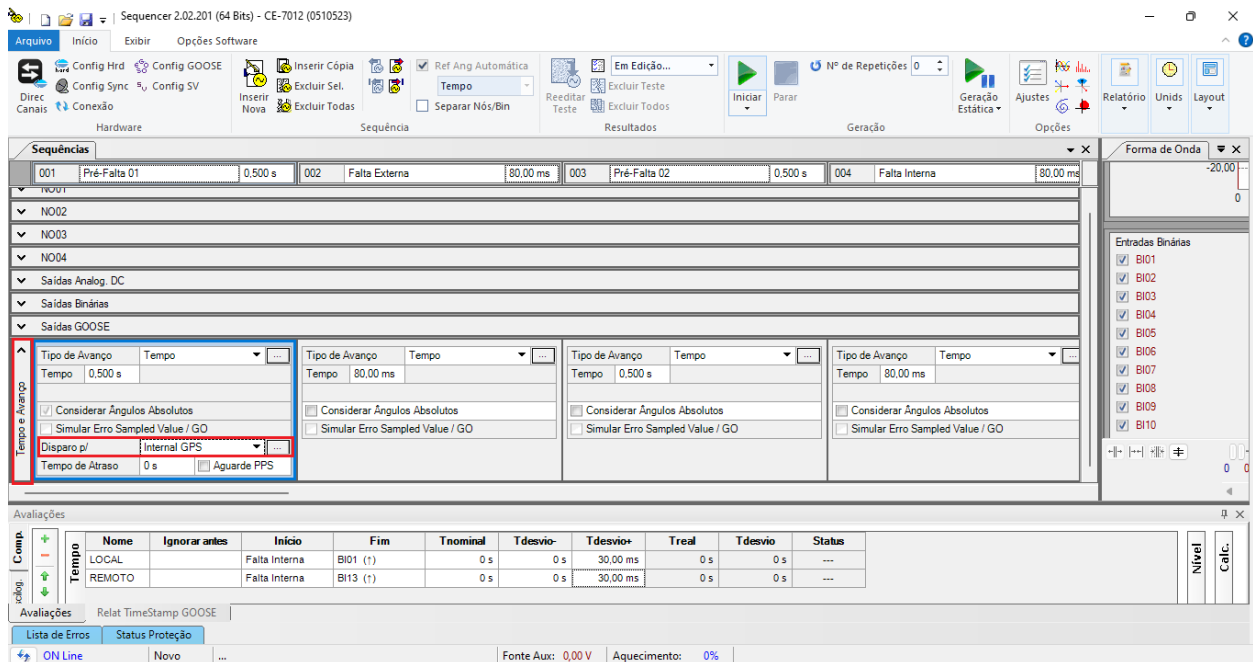 Sequencer 2.02.201 (64 Bits) - CE-7012 (0510523)
Arquivo Início Exibir Opções Software
Direc Canais
Config Hrd Config GOOSE
Config Sync Config SV
Conexão
Hardware
Inserir Nova
Inserir Cópia
Excluir Sel.
Excluir Todas
Ref Ang Automática
Tempo
Separar Nós/Bin
Sequência
Reeditar Teste
Em Edição...
Excluir Teste
Excluir Todos
Resultados
Iniciar Parar
Nº de Repetições 0
Geração Estática
Geração
Ajustes
Opções
Relatório Unids Layout
Sequências
001 Pré-Falta 01 0,500 s 002 Falta Externa 80,00 ms 003 Pré-Falta 02 0,500 s 004 Falta Interna 80,00 ms
NO01
NO02
NO03
NO04
Saídas Analog. DC
Saídas Binárias
Saídas GOOSE
Tempo e Avanço
Tipo de Avanço Tempo ... Tipo de Avanço Tempo ... Tipo de Avanço Tempo ... Tipo de Avanço Tempo ...
Tempo 0,500 s Tempo 80,00 ms Tempo 0,500 s Tempo 80,00 ms
Considerar Ângulos Absolutos Considerar Ângulos Absolutos Considerar Ângulos Absolutos Considerar Ângulos Absolutos
Simular Erro Sampled Value / GO Simular Erro Sampled Value / GO Simular Erro Sampled Value / GO Simular Erro Sampled Value / GO
Disparo p/ Internal GPS ...
Tempo de Atraso 0 s Aguarde PPS
Forma de Onda
-20,00
0
Entradas Binárias
BI01
BI02
BI03
BI04
BI05
BI06
BI07
BI08
BI09
BI10
0 0
Avaliações
Comp.
Tempo
Nome Ignorar antes Início Fim Tnominal Tdesvio- Tdesvio+ Treal Tdesvio Status
LOCAL Falta Interna BI01 (↑) 0 s 0 s 30,00 ms 0 s 0 s ---
REMOTO Falta Interna BI13 (↑) 0 s 0 s 30,00 ms 0 s 0 s ---
Nível
Calc.
Avaliações Relat TimeStamp GOOSE
Lista de Erros Status Proteção
ON Line Novo ... Fonte Aux: 0,00 V Aquecimento: 0%